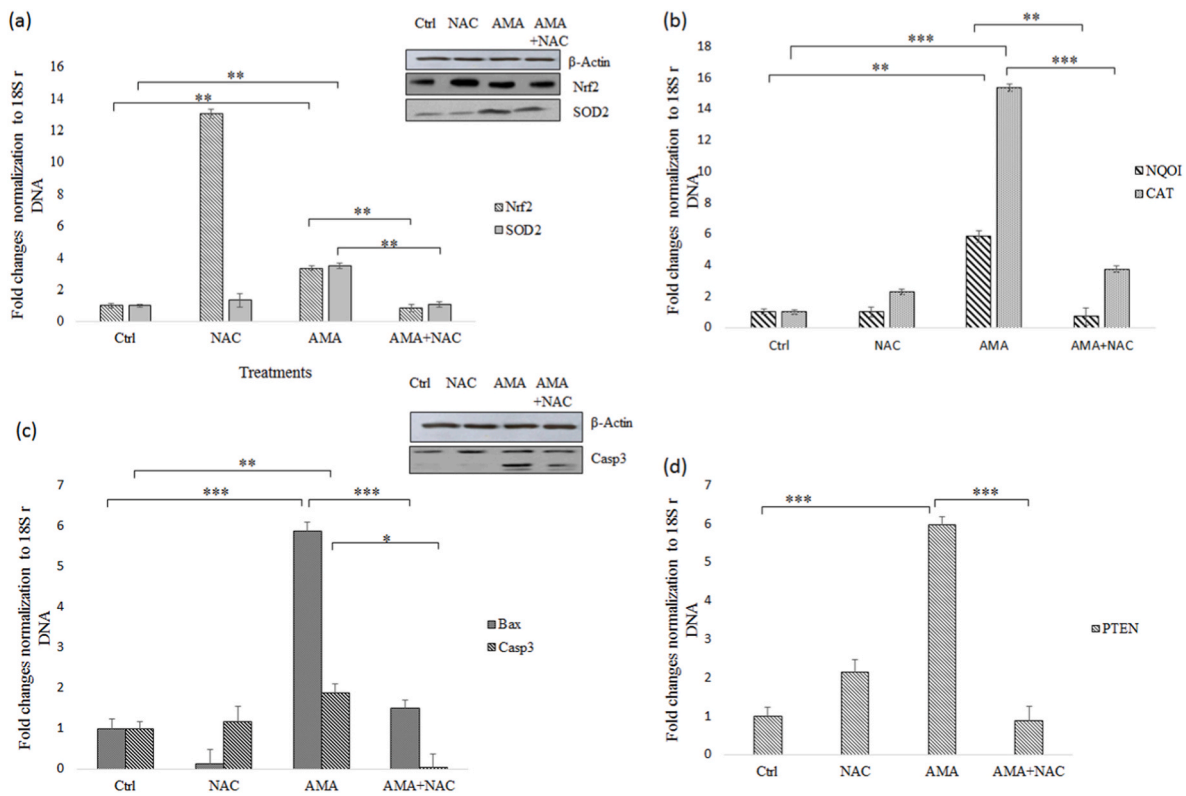 (a)
Ctrl NAC AMA AMA
+NAC
β-Actin
Nrf2
SOD2
Fold changes normalization to 18S r
DNA
16
14
12
10
8
6
4
2
0
**
**
**
**
Nrf2
SOD2
Ctrl NAC AMA AMA+NAC
Treatments
(b)
Fold changes normalization to 18S r
DNA
18
16
14
12
10
8
6
4
2
0
**
***
**
***
NQOI
CAT
Ctrl NAC AMA AMA+NAC
(c)
Ctrl NAC AMA AMA
+NAC
β-Actin
Casp3
Fold changes normalization to 18S r
DNA
7
6
5
4
3
2
1
0
**
***
***
*
Bax
Casp3
Ctrl NAC AMA AMA+NAC
(d)
Fold changes normalization to 18S r
DNA
7
6
5
4
3
2
1
0
***
***
PTEN
Ctrl NAC AMA AMA+NAC